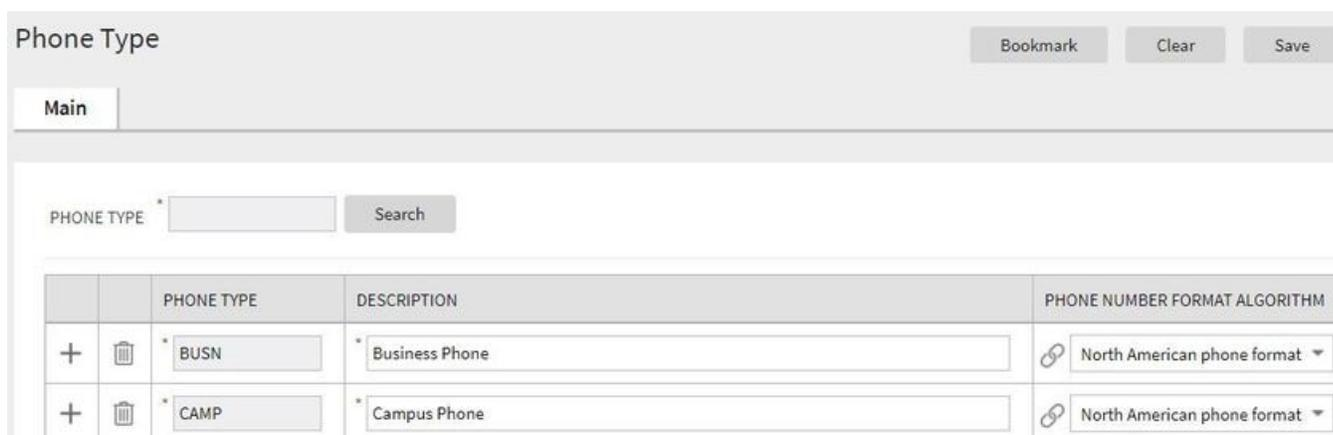 Phone Type
Bookmark Clear Save
Main
PHONE TYPE * Search
PHONE TYPE DESCRIPTION PHONE NUMBER FORMAT ALGORITHM
* BUSN * Business Phone North American phone format
* CAMP * Campus Phone North American phone format